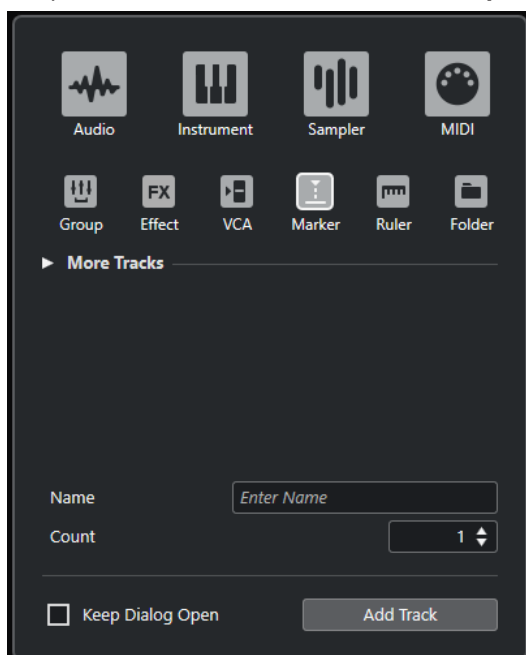 Audio Instrument Sampler MIDI
FX
Group Effect VCA Marker Ruler Folder
More Tracks
Name Enter Name
Count 1
Keep Dialog Open Add Track